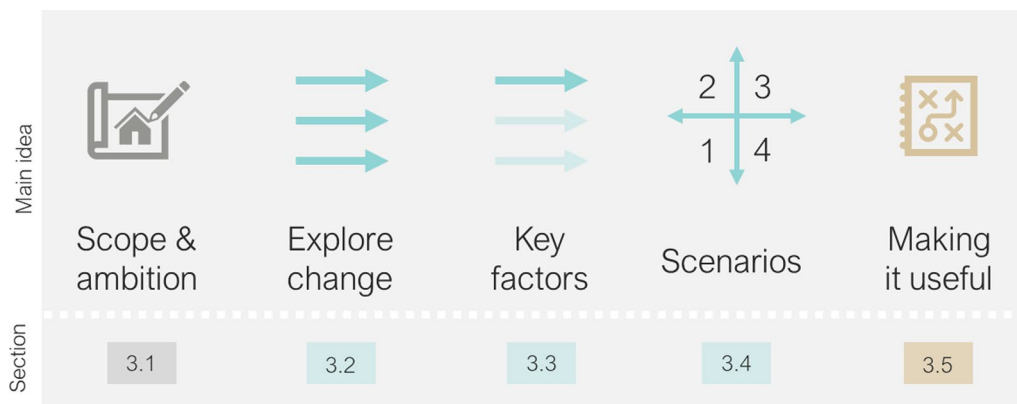 Main idea
2 3
1 4
Scope &
ambition
Explore
change
Key
factors
Scenarios
Making
it useful
Section
3.1
3.2
3.3
3.4
3.5